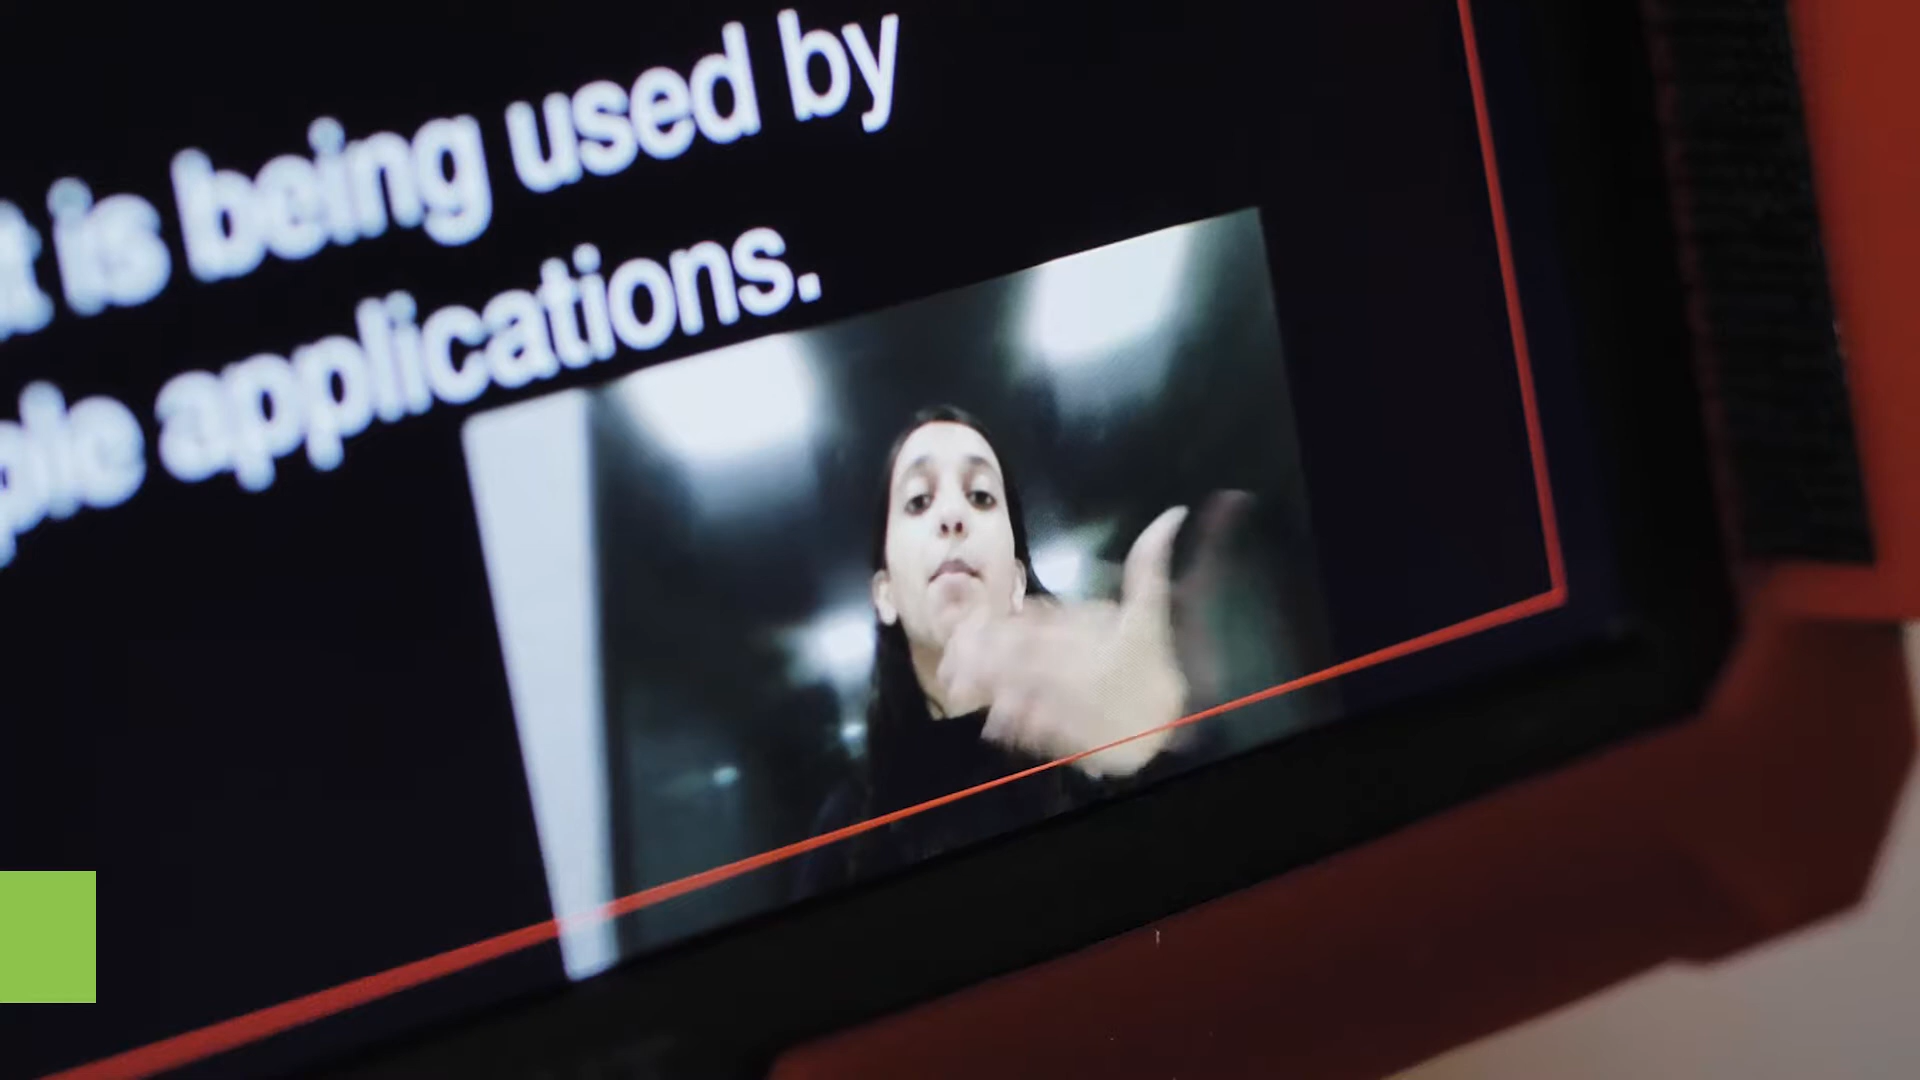 is being used by
applications.